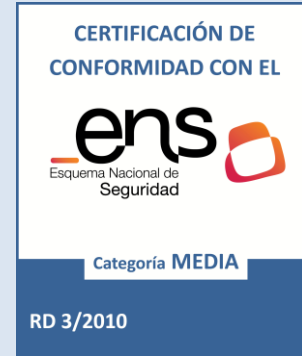 CERTIFICACIÓN DE
CONFORMIDAD CON EL
ens
Esquema Nacional de
Seguridad
Categoría MEDIA
RD 3/2010